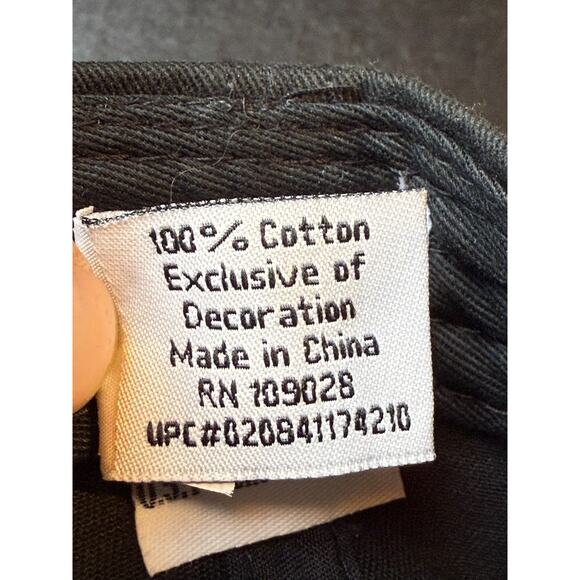 100% Cotton
Exclusive of
Decoration
Made in China
RN 109028
UPC#020841174210